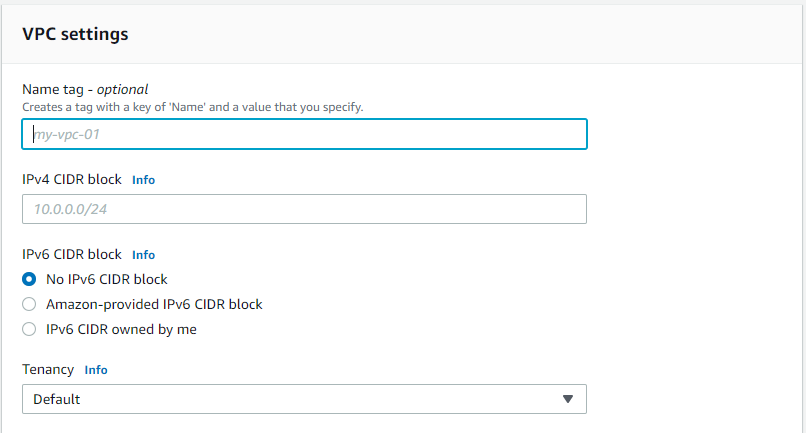 VPC settings
Name tag - optional
Creates a tag with a key of 'Name' and a value that you specify.
my-vpc-01
IPv4 CIDR block Info
10.0.0.0/24
IPv6 CIDR block Info
No IPv6 CIDR block
Amazon-provided IPv6 CIDR block
IPv6 CIDR owned by me
Tenancy Info
Default